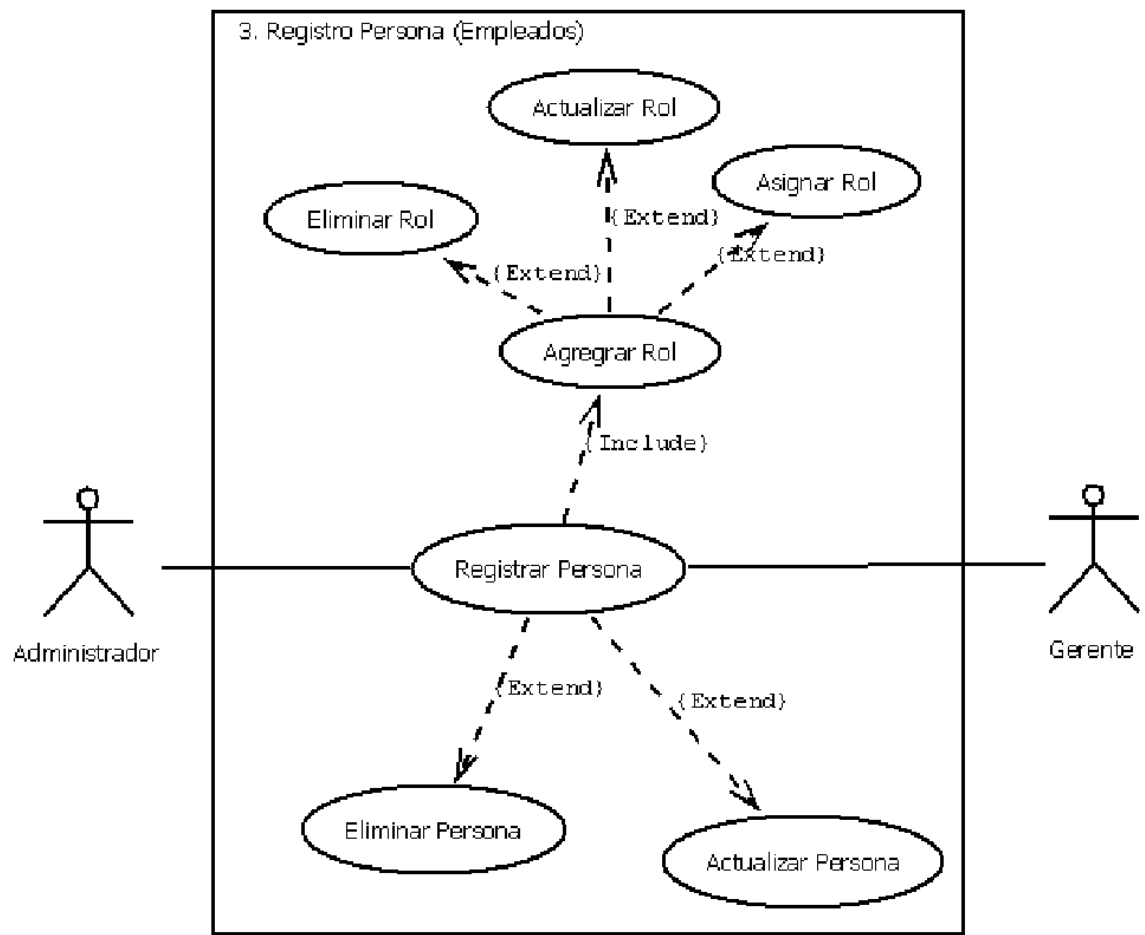 3. Registro Persona (Empleados)
Actualizar Rol
Asignar Rol
Eliminar Rol
{Extend}
{Extend}
{Extend}
Agregrar Rol
{Include}
Registrar Persona
Administrador
Gerente
{Extend}
{Extend}
Eliminar Persona
Actualizar Persona